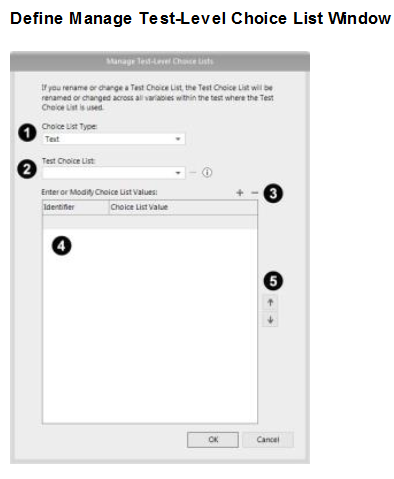 Define Manage Test-Level Choice List Window
Manage Test-Level Choice Lists
If you rename or change a Test Choice List, the Test Choice List will be
renamed or changed across all variables within the test where the Test
Choice List is used.
Choice List Type:
1
Text
Test Choice List:
2
Enter or Modify Choice List Values:
+ −
3
Identifier Choice List Value
4
5
OK Cancel